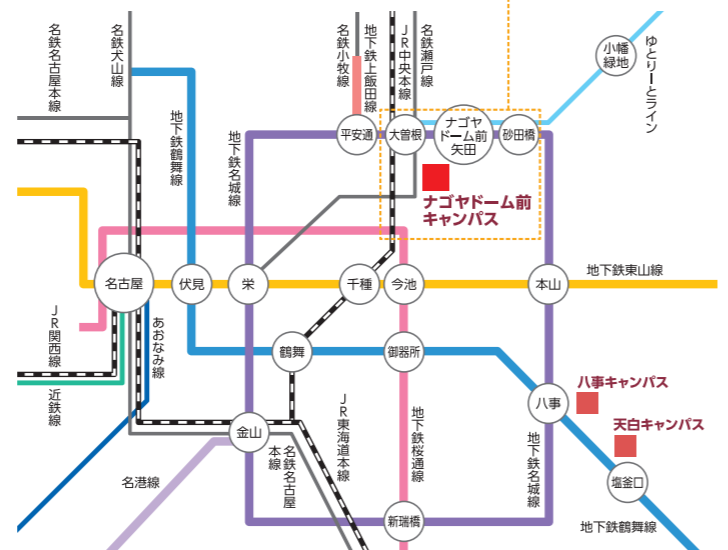 名鉄名古屋本線
名鉄犬山線
地下鉄鶴舞線
地下鉄名城線
名鉄小牧線
地下鉄上飯田線
JR中央本線
名鉄瀬戸線
小幡
緑地
ゆとりーとライン
平安通
大曽根
ナゴヤ
ドーム前
矢田
砂田橋
ナゴヤドーム前
キャンパス
名古屋
伏見
栄
千種
今池
本山
地下鉄東山線
JR関西線
あおなみ線
近鉄線
鶴舞
御器所
八事キャンパス
八事
天白キャンパス
金山
JR東海道本線
地下鉄桜通線
地下鉄名城線
名鉄名古屋
本線
名港線
塩釜口
新瑞橋
地下鉄鶴舞線